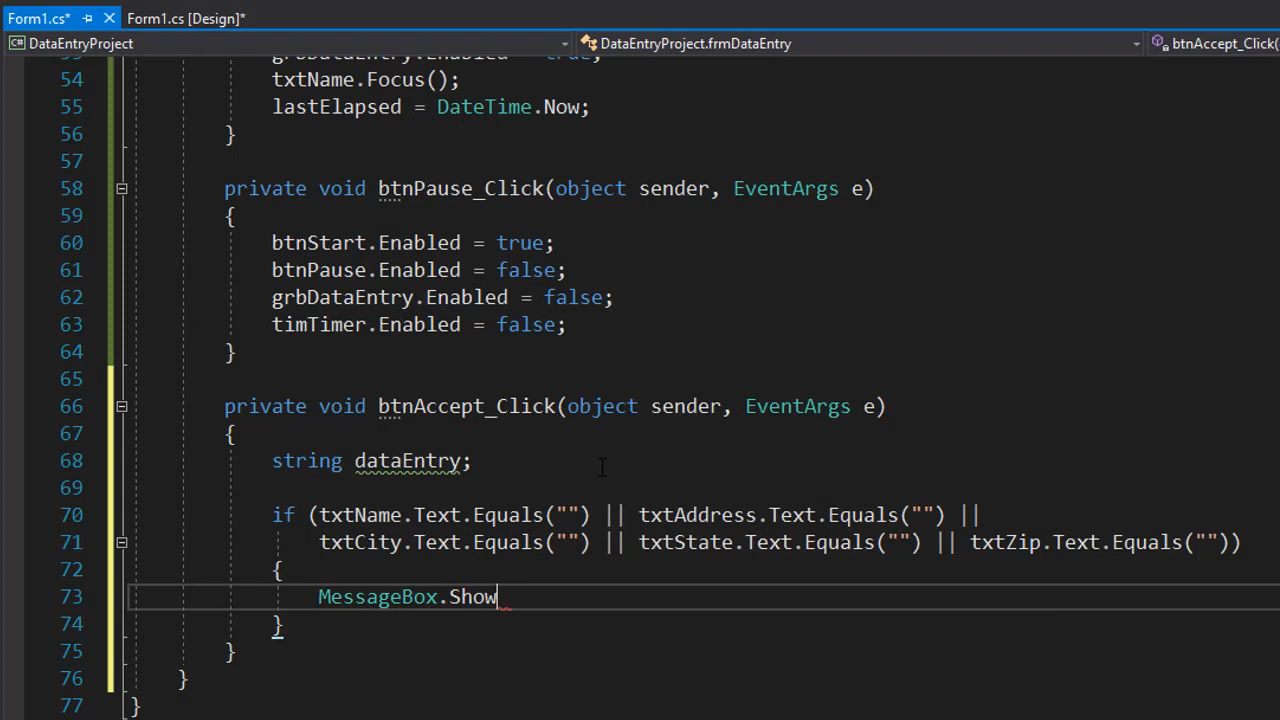 Form1.cs* Form1.cs [Design]*
C# DataEntryProject DataEntryProject.frmDataEntry btnAccept_Click(
53 grbDataEntry.Enabled = true;
54 txtName.Focus();
55 lastElapsed = DateTime.Now;
56 }
57
58 private void btnPause_Click(object sender, EventArgs e)
59 {
60 btnStart.Enabled = true;
61 btnPause.Enabled = false;
62 grbDataEntry.Enabled = false;
63 timTimer.Enabled = false;
64 }
65
66 private void btnAccept_Click(object sender, EventArgs e)
67 {
68 string dataEntry;
69
70 if (txtName.Text.Equals("") || txtAddress.Text.Equals("") ||
71 txtCity.Text.Equals("") || txtState.Text.Equals("") || txtZip.Text.Equals(""))
72 {
73 MessageBox.Show
74 }
75 }
76 }
77 }